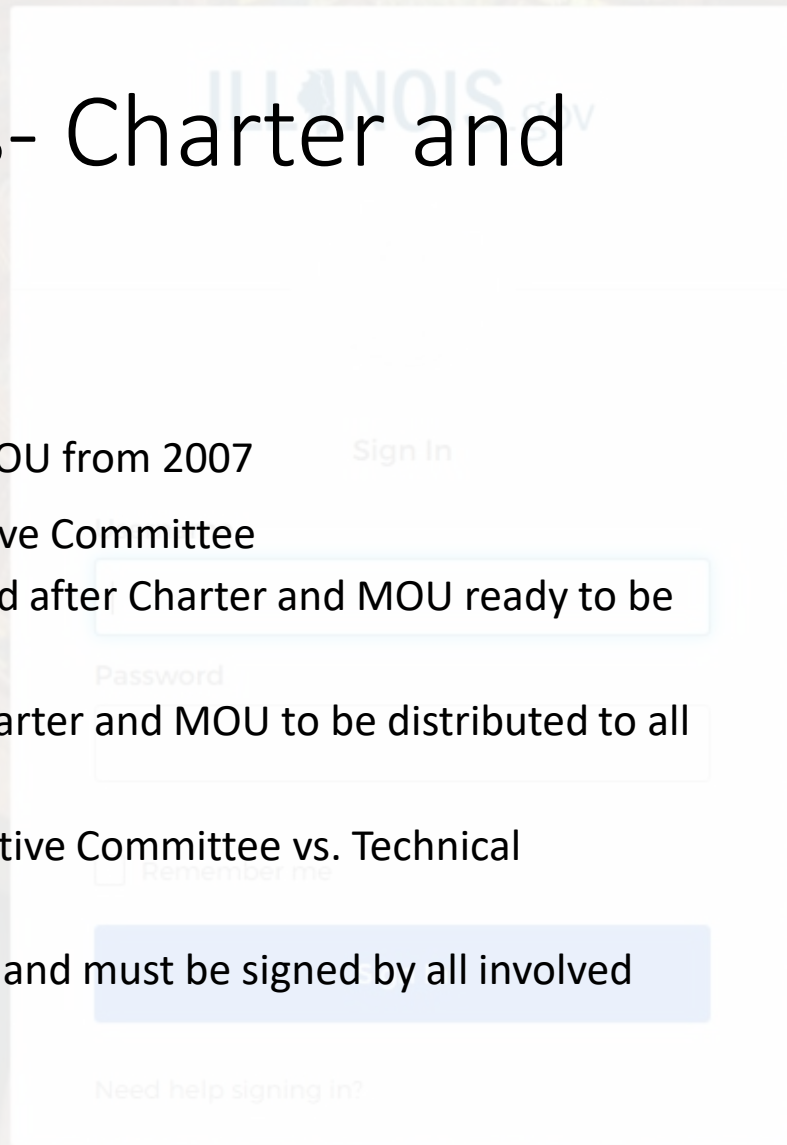 ILLINOIS.gov
- Charter and
OU from 2007
Sign In
ve Committee
d after Charter and MOU ready to be
Password
arter and MOU to be distributed to all
tive Committee vs. Technical
Remember me
and must be signed by all involved
Need help signing in?